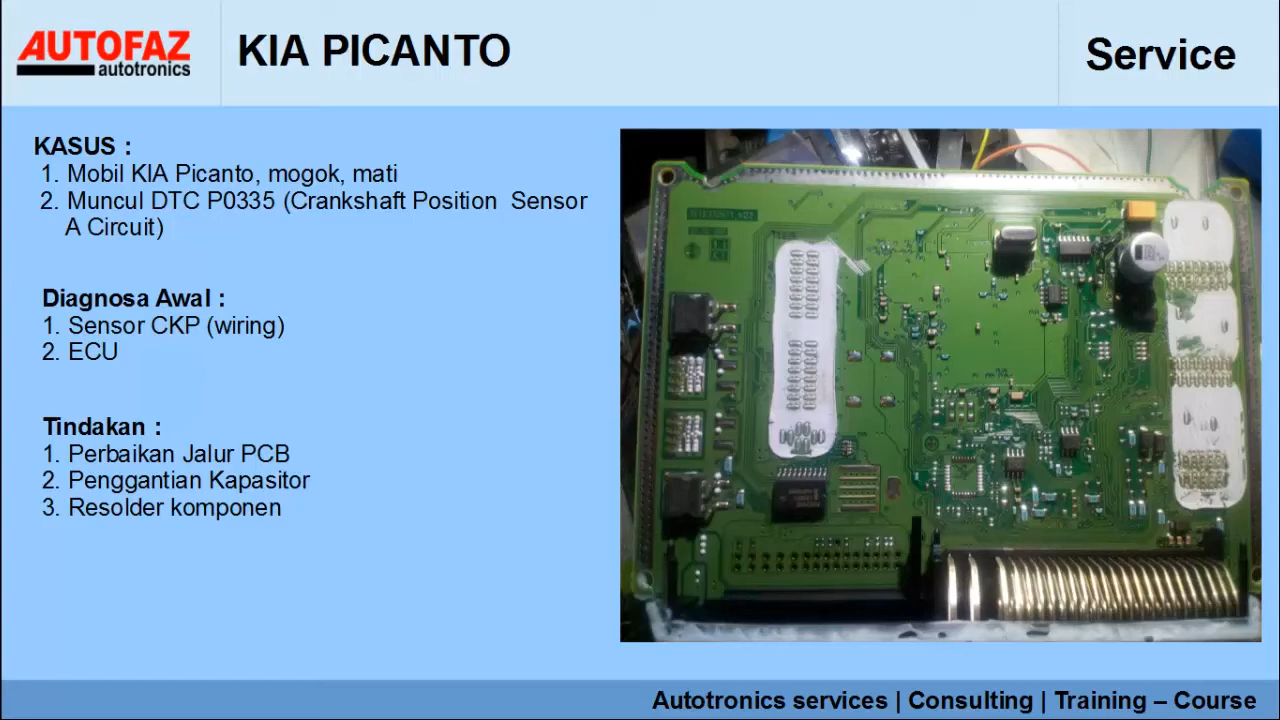 AUTOFAZ
autotronics
KIA PICANTO
Service
KASUS :
1. Mobil KIA Picanto, mogok, mati
2. Muncul DTC P0335 (Crankshaft Position Sensor
A Circuit)
Diagnosa Awal :
1. Sensor CKP (wiring)
2. ECU
Tindakan :
1. Perbaikan Jalur PCB
2. Penggantian Kapasitor
3. Resolder komponen
Autotronics services | Consulting | Training – Course